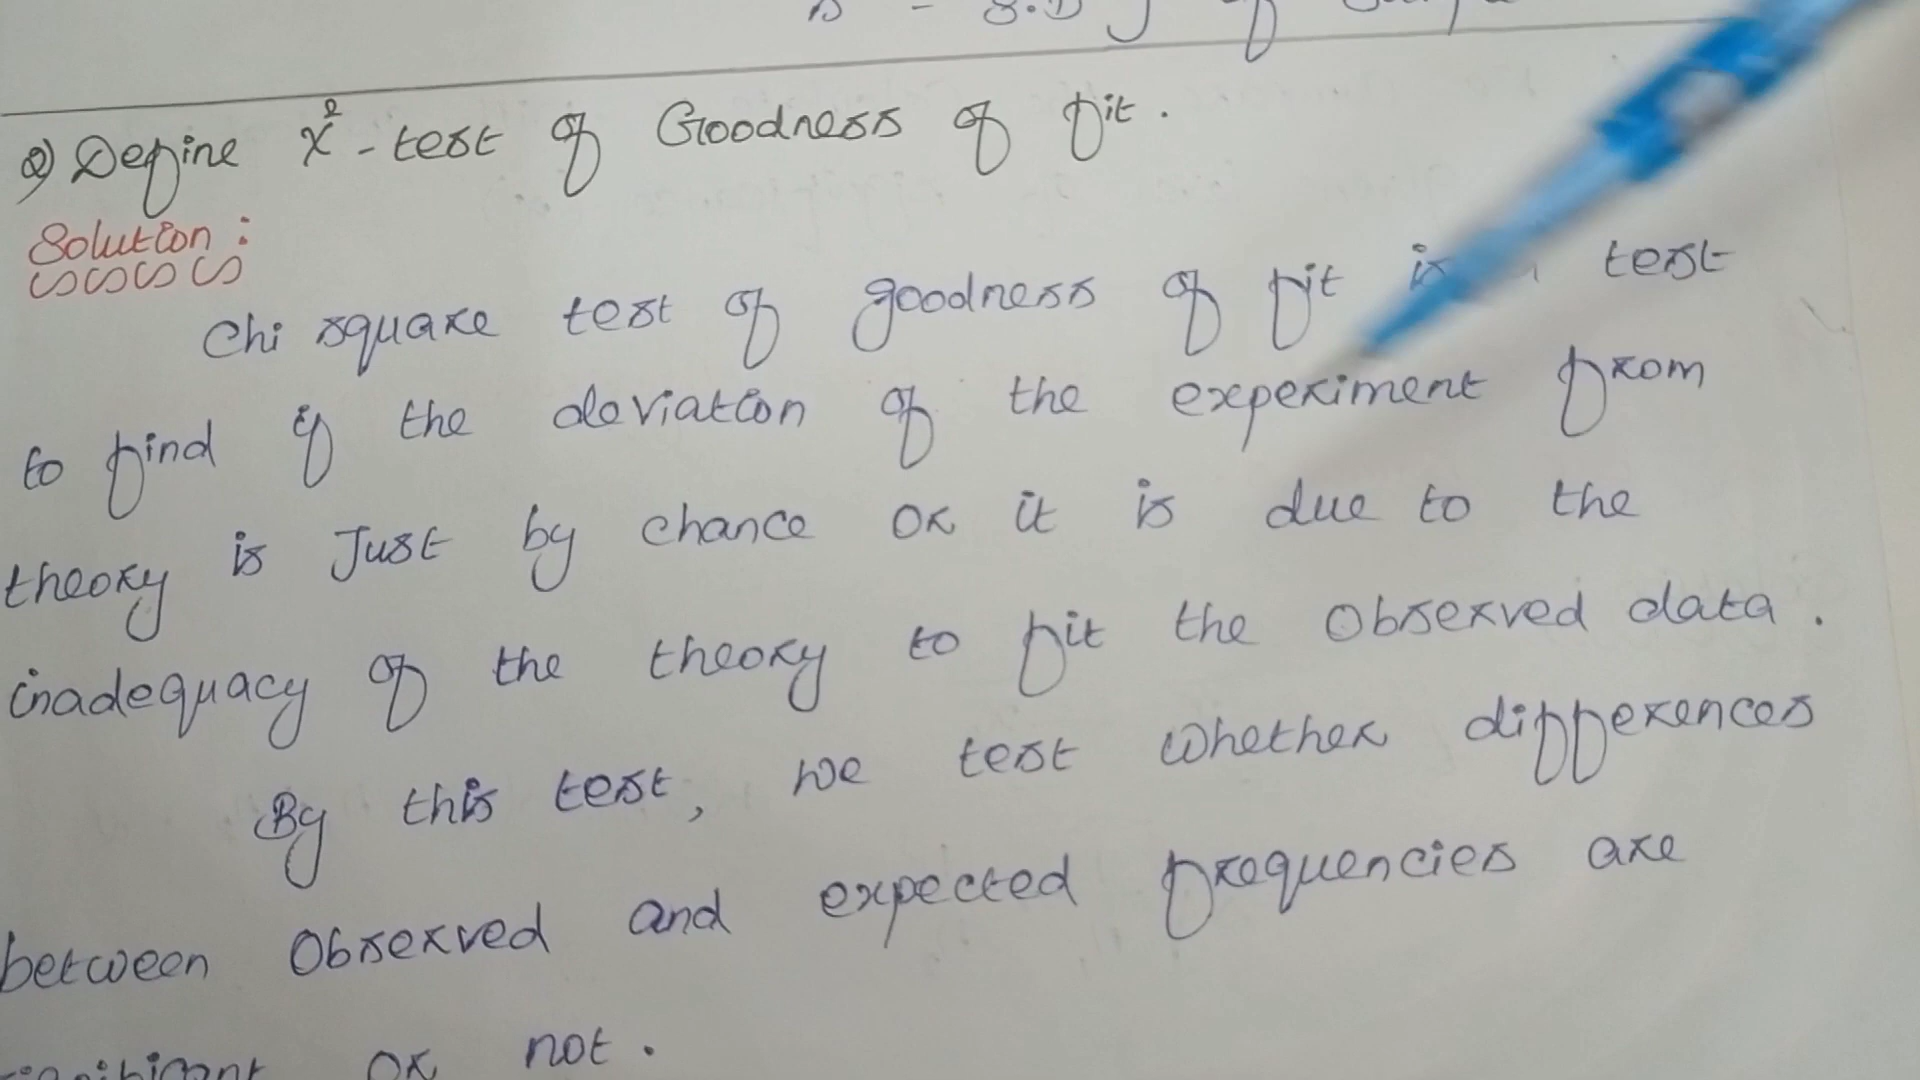 2) Define χ²-test of Goodness of fit.
Solution:
Chi square test of goodness of fit is test
to find if the deviation of the experiment from
theory is Just by chance or it is due to the
inadequacy of the theory to fit the observed data.
By this test, we test whether differences
between Observed and expected frequencies are
significant or not.